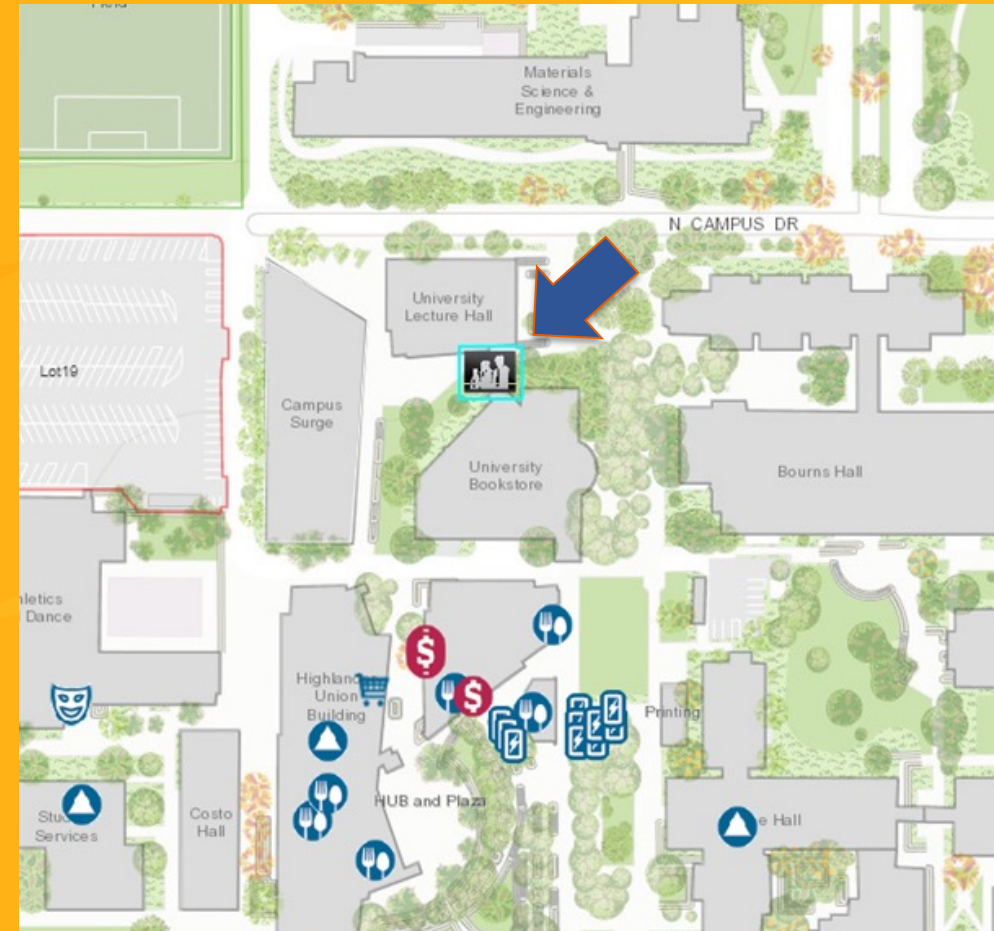 Materials
Science &
Engineering
N CAMPUS DR
University
Lecture Hall
Lot19
Campus
Surge
University
Bookstore
Bourns Hall
Dance
Union
Building
Printing
HUB and Plaza
Services
Costo
Hall
Hall
$
$